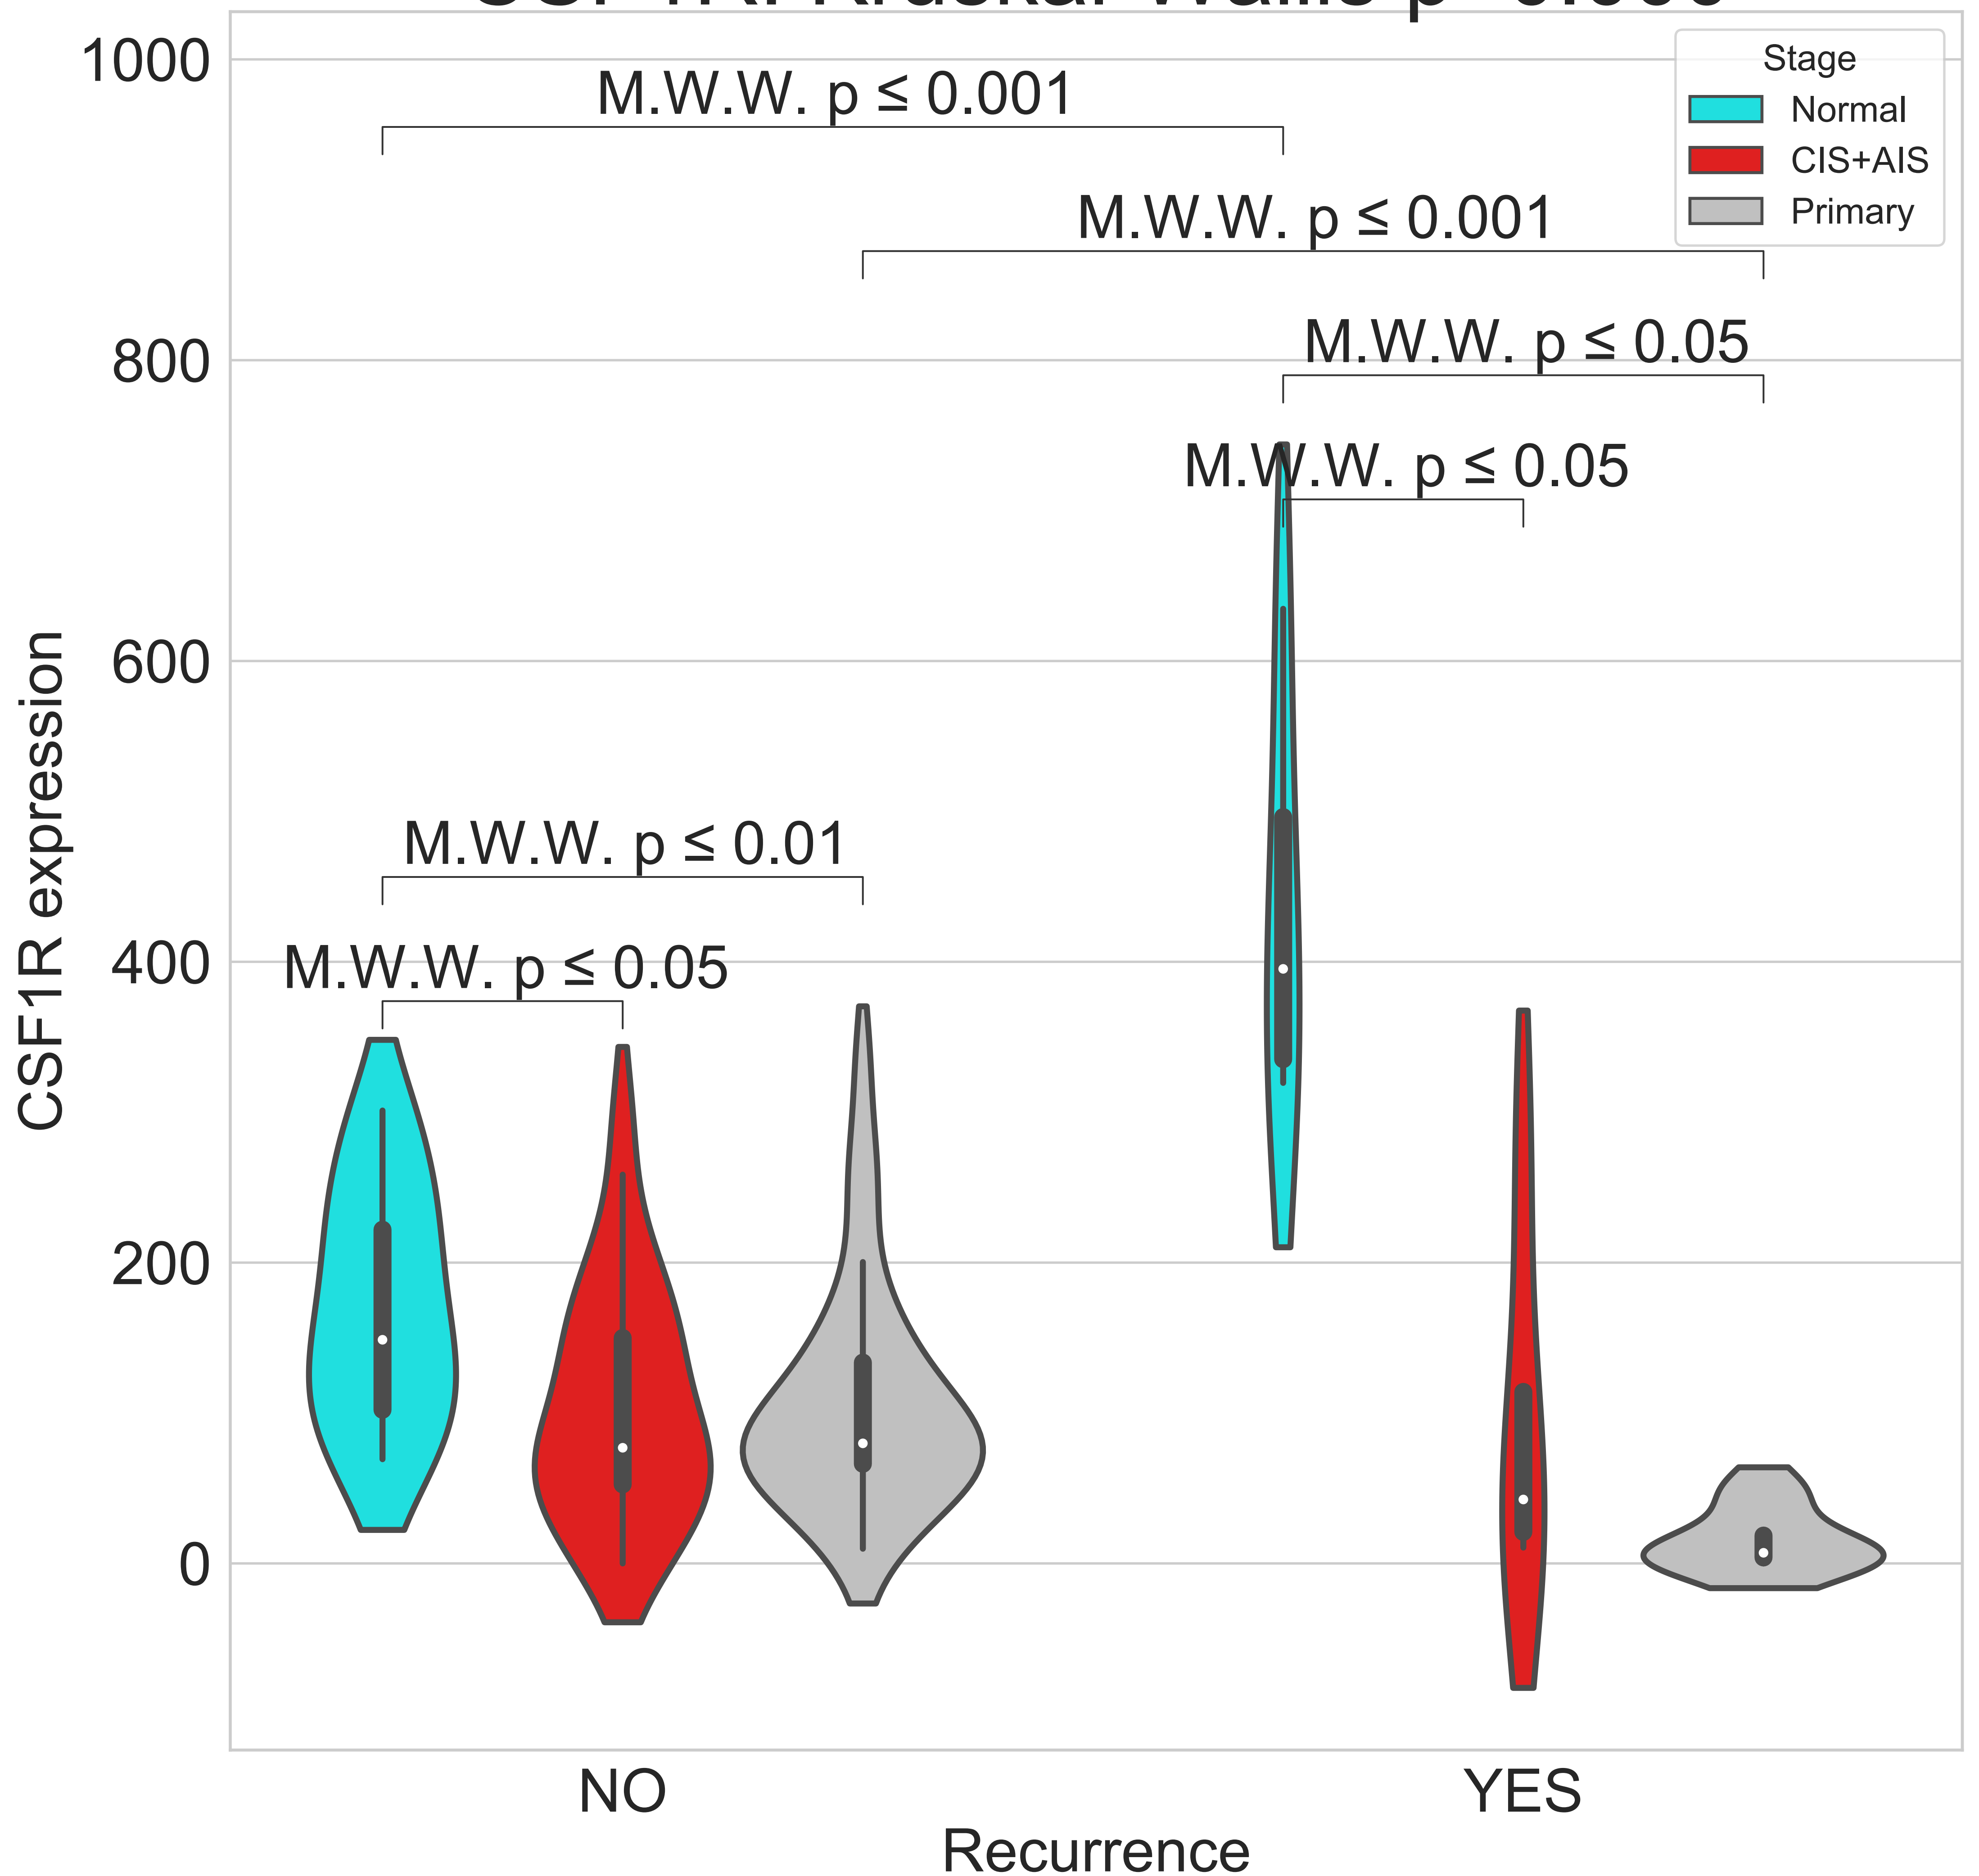 1000
Stage
M.W.W. p ≤ 0.001
Normal
CIS+AIS
M.W.W. p ≤ 0.001
Primary
M.W.W. p ≤ 0.05
800
M.W.W. p ≤ 0.05
600
CSF1R expression
M.W.W. p ≤ 0.01
400
M.W.W. p ≤ 0.05
200
0
NO
YES
Recurrence